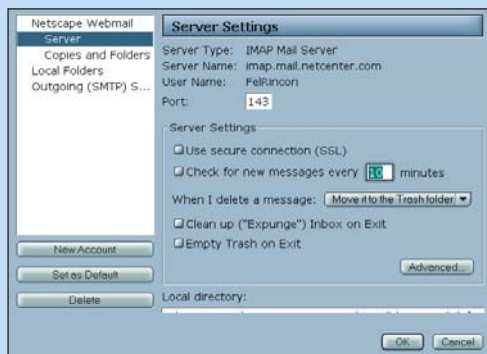 Netscape Webmail
Server
Copies and Folders
Local Folders
Outgoing (SMTP) S...
New Account
Set as Default
Delete
Server Settings
Server Type: IMAP Mail Server
Server Name: imap.mail.netcenter.com
User Name: FelRincon
Port: 143
Server Settings
Use secure connection (SSL)
Check for new messages every 10 minutes
When I delete a message: Move it to the Trash folder
Clean up ("Expunge") Inbox on Exit
Empty Trash on Exit
Advanced...
Local directory:
OK Cancel